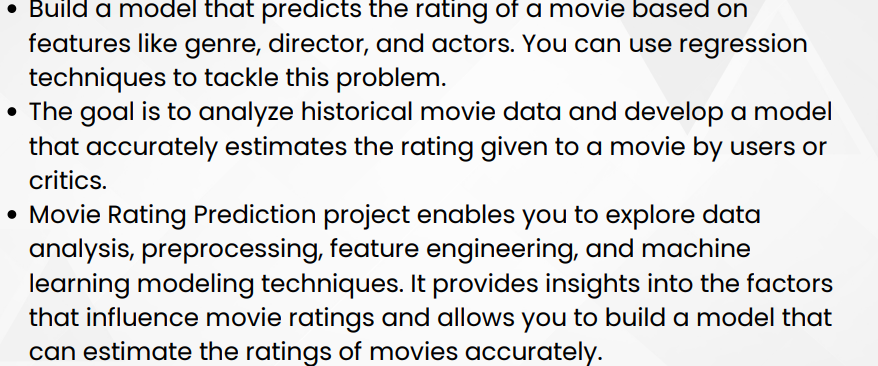 • Build a model that predicts the rating of a movie based on
features like genre, director, and actors. You can use regression
techniques to tackle this problem.
• The goal is to analyze historical movie data and develop a model
that accurately estimates the rating given to a movie by users or
critics.
• Movie Rating Prediction project enables you to explore data
analysis, preprocessing, feature engineering, and machine
learning modeling techniques. It provides insights into the factors
that influence movie ratings and allows you to build a model that
can estimate the ratings of movies accurately.